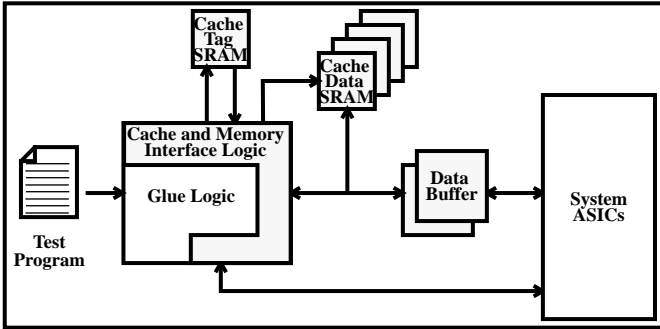 Cache
Tag
SRAM
Cache
Data
SRAM
Cache and Memory
Interface Logic
Glue Logic
Data
Buffer
System
ASICs
Test
Program